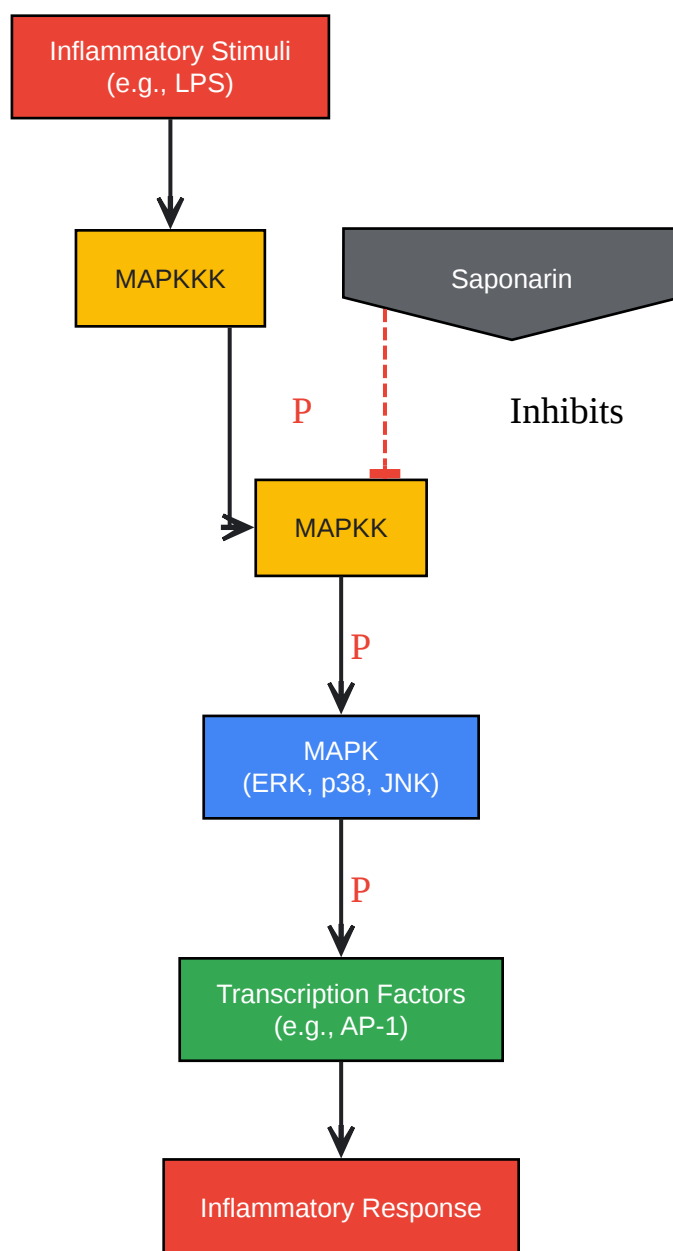 Inflammatory Stimuli
(e.g., LPS)
MAPKKK
Saponarin
P
Inhibits
MAPKK
P
MAPK
(ERK, p38, JNK)
P
Transcription Factors
(e.g., AP-1)
Inflammatory Response